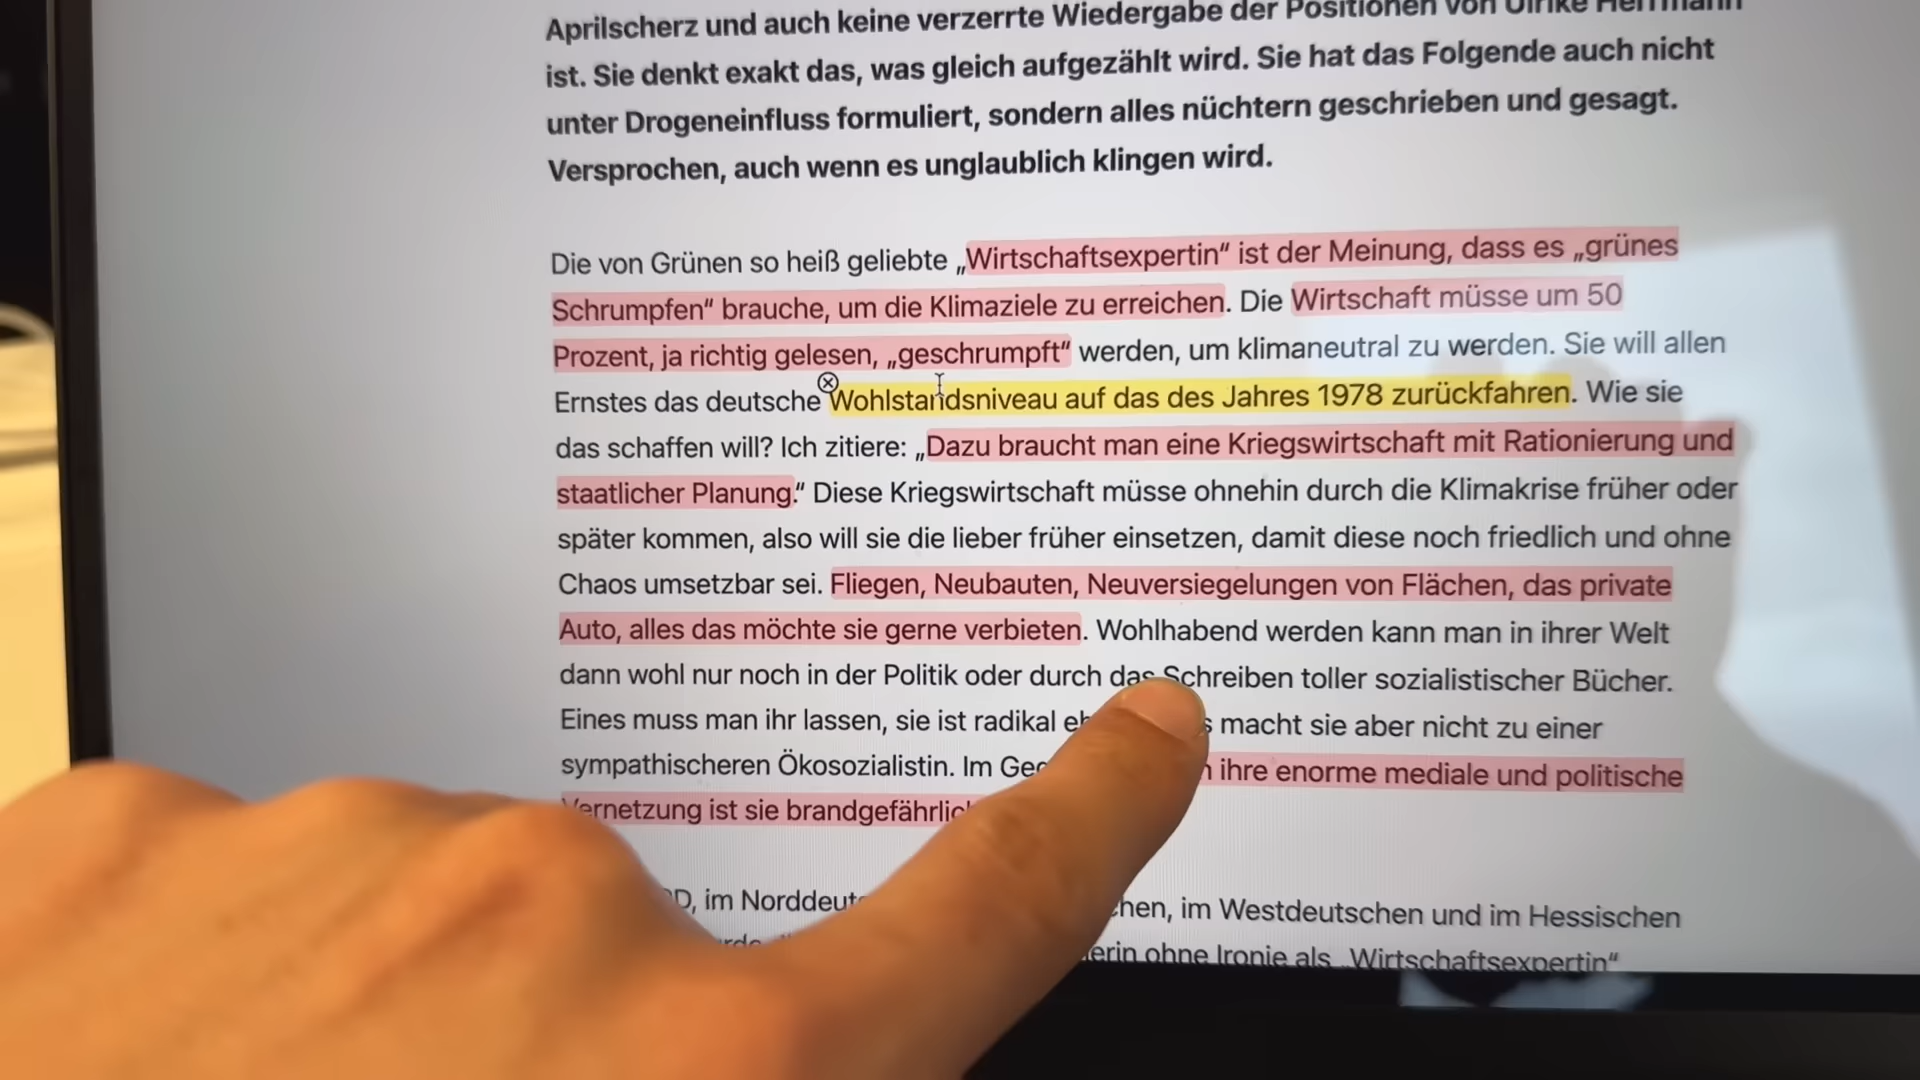 Aprilscherz und auch keine verzerrte Wiedergabe der Positionen von Ulrike Herrmann
ist. Sie denkt exakt das, was gleich aufgezählt wird. Sie hat das Folgende auch nicht
unter Drogeneinfluss formuliert, sondern alles nüchtern geschrieben und gesagt.
Versprochen, auch wenn es unglaublich klingen wird.
Die von Grünen so heiß geliebte „Wirtschaftsexpertin“ ist der Meinung, dass es „grünes
Schrumpfen“ brauche, um die Klimaziele zu erreichen. Die Wirtschaft müsse um 50
Prozent, ja richtig gelesen, „geschrumpft“ werden, um klimaneutral zu werden. Sie will allen
Ernstes das deutsche Wohlstandsniveau auf das des Jahres 1978 zurückfahren. Wie sie
das schaffen will? Ich zitiere: „Dazu braucht man eine Kriegswirtschaft mit Rationierung und
staatlicher Planung.“ Diese Kriegswirtschaft müsse ohnehin durch die Klimakrise früher oder
später kommen, also will sie die lieber früher einsetzen, damit diese noch friedlich und ohne
Chaos umsetzbar sei. Fliegen, Neubauten, Neuversiegelungen von Flächen, das private
Auto, alles das möchte sie gerne verbieten. Wohlhabend werden kann man in ihrer Welt
dann wohl nur noch in der Politik oder durch das Schreiben toller sozialistischer Bücher.
Eines muss man ihr lassen, sie ist radikal macht sie aber nicht zu einer
sympathischeren Ökosozialistin. Im ihre enorme mediale und politische
Vernetzung ist sie brandgefährlich
im Westdeutschen und im Hessischen
ohne Ironie als „Wirtschaftsexpertin“